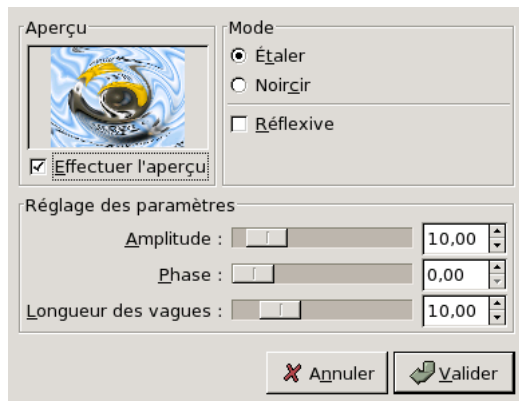 Aperçu
Effectuer l'aperçu
Mode
Étaler
Noircir
Réflexive
Réglage des paramètres
Amplitude : 10,00
Phase : 0,00
Longueur des vagues : 10,00
Annuler Valider